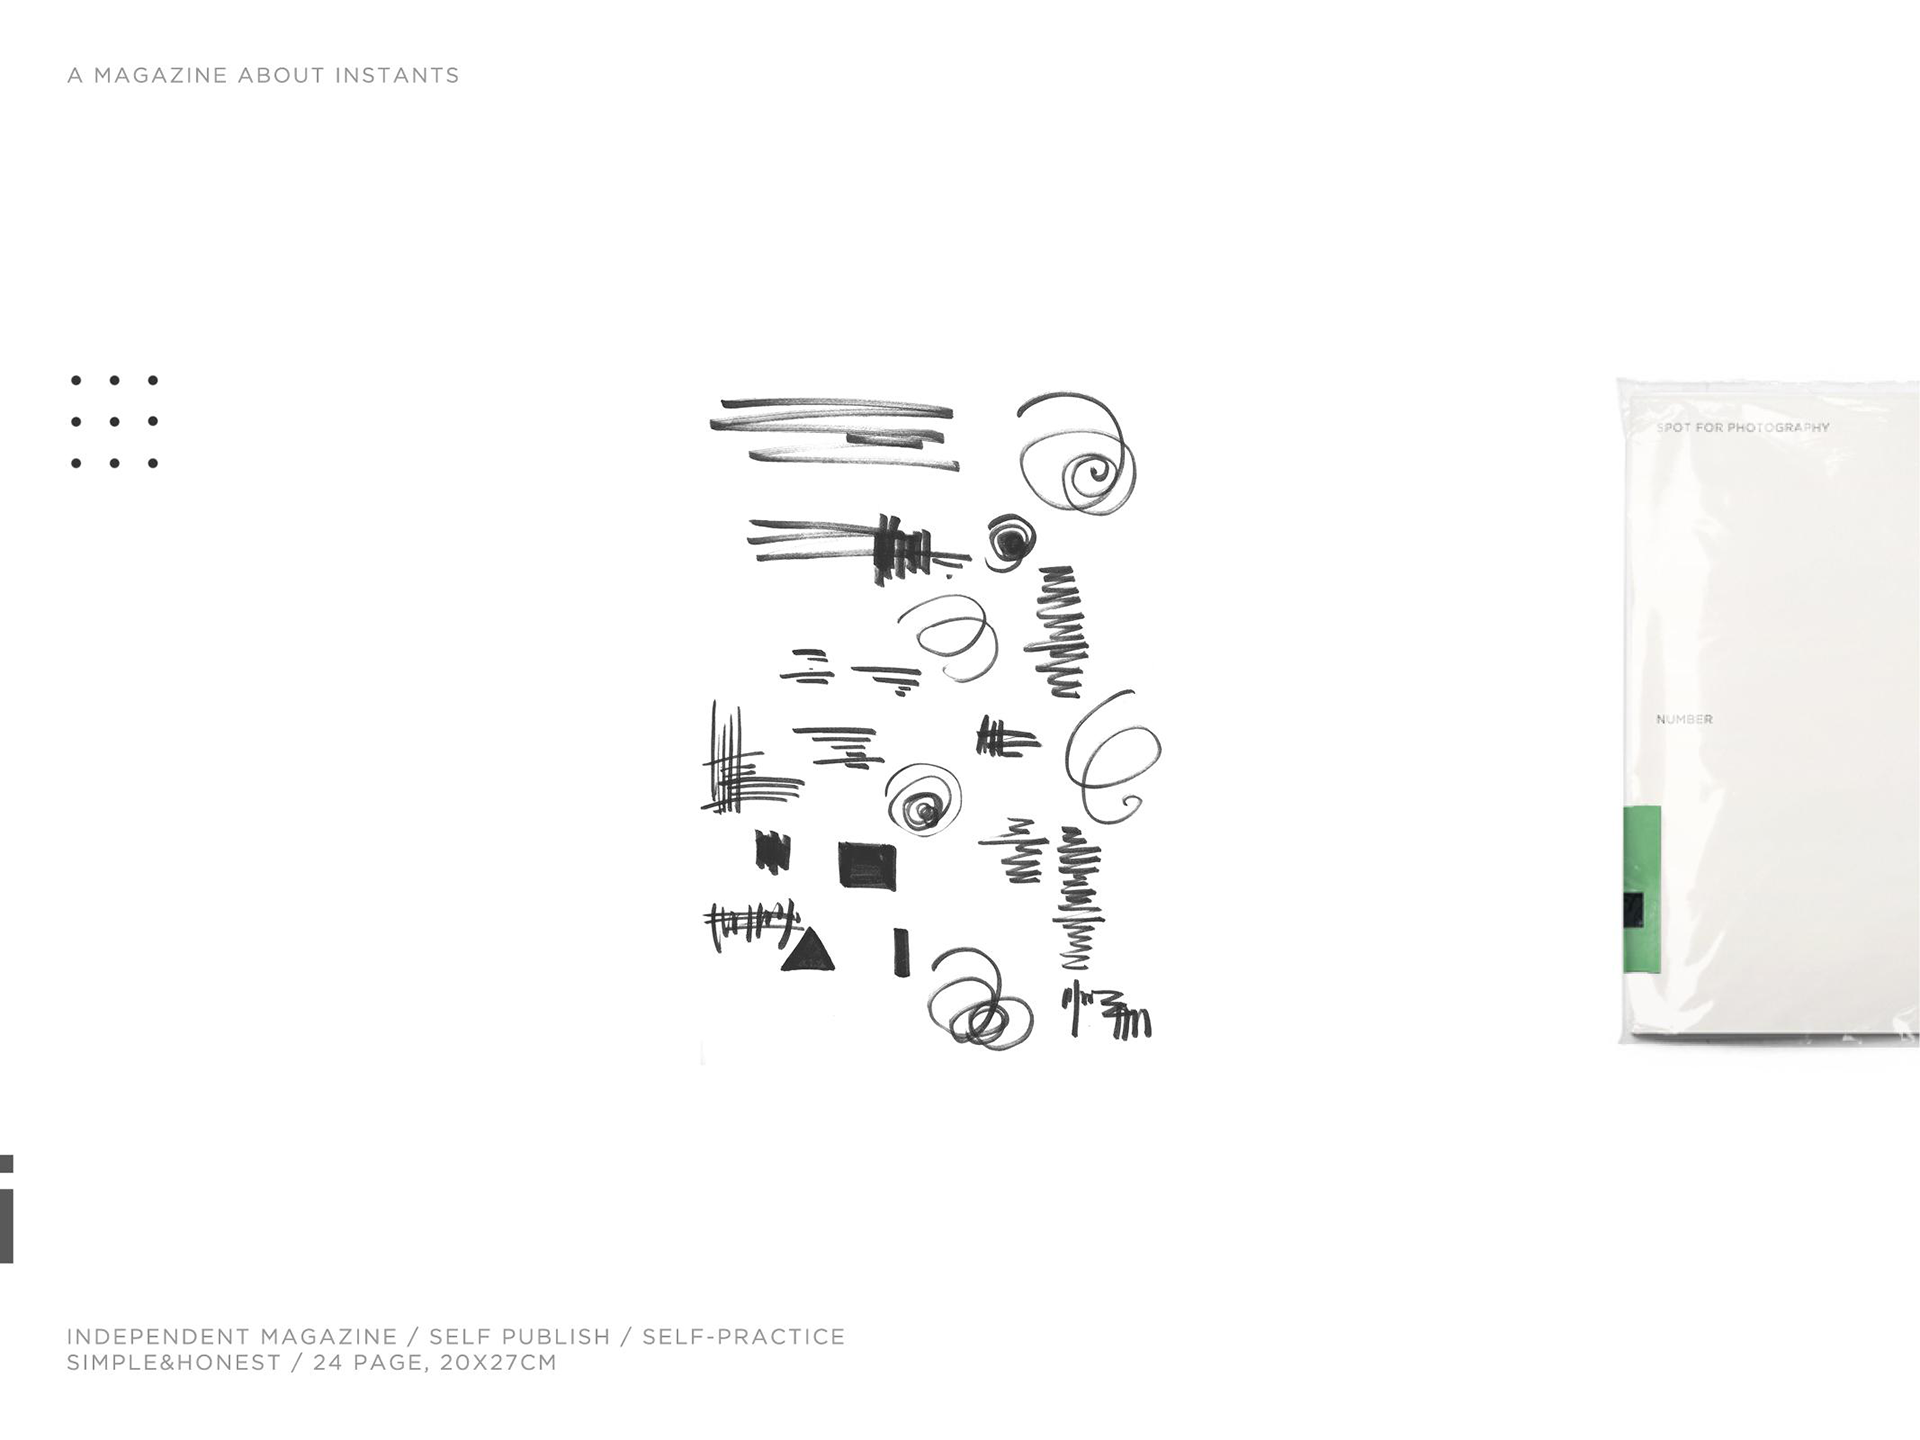 A MAGAZINE ABOUT INSTANTS
SPOT FOR PHOTOGRAPHY
NUMBER
i
INDEPENDENT MAGAZINE / SELF PUBLISH / SELF-PRACTICE
SIMPLE&HONEST / 24 PAGE, 20X27CM